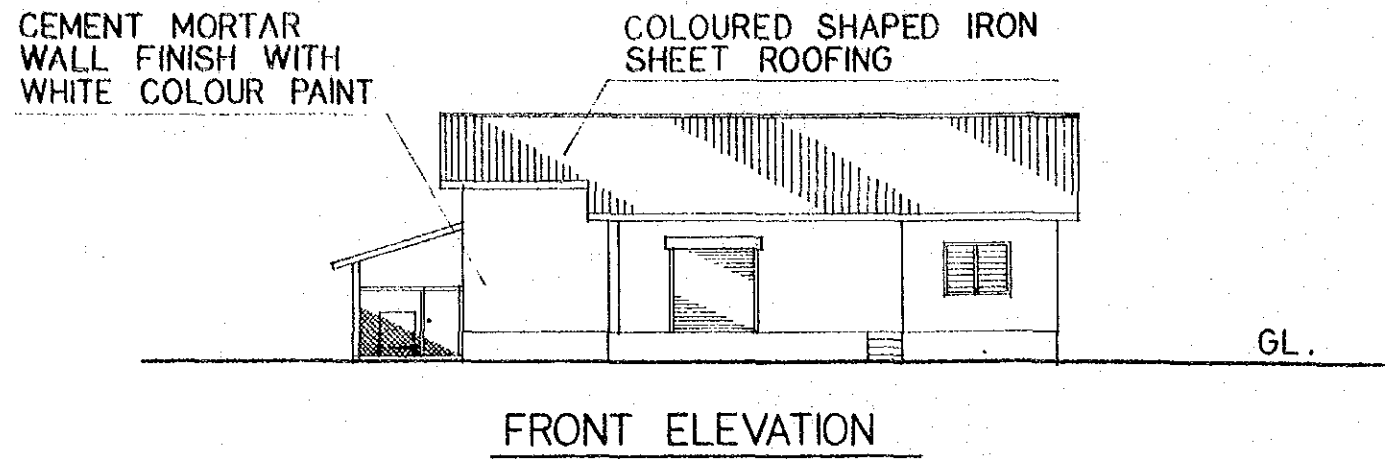 CEMENT MORTAR
WALL FINISH WITH
WHITE COLOUR PAINT
COLOURED SHAPED IRON
SHEET ROOFING
GL.
FRONT ELEVATION